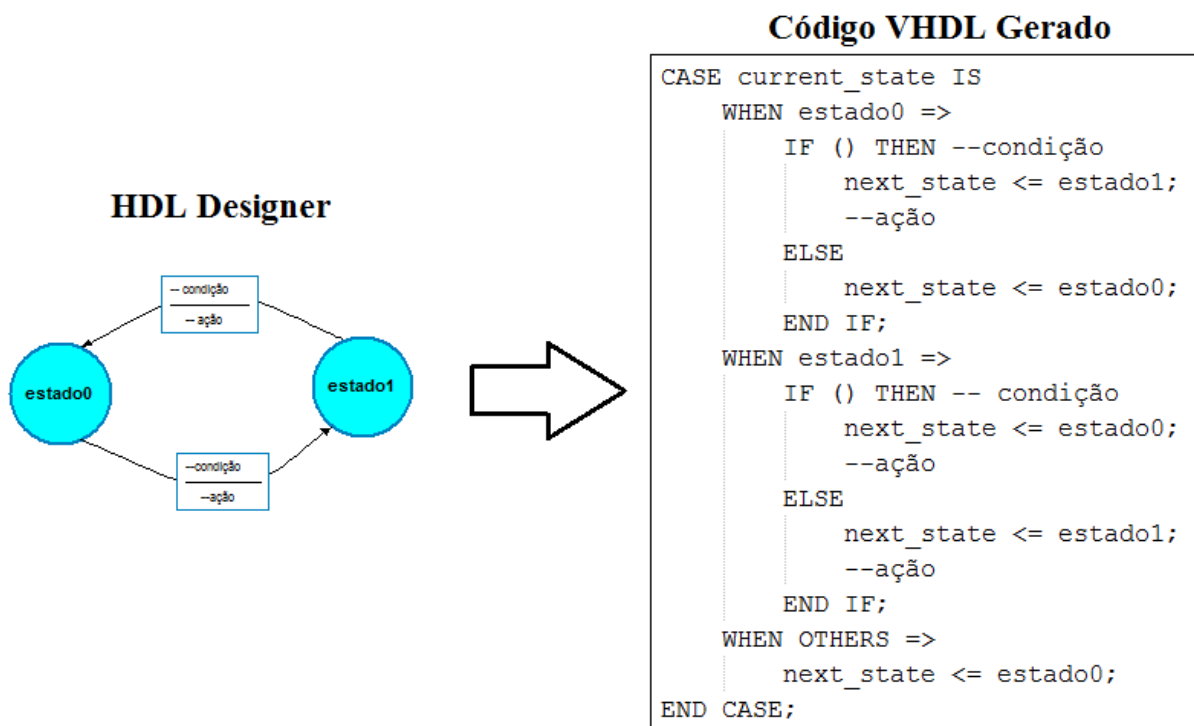 HDL Designer
-- condição
-- ação
estado0
estado1
--condição
--ação
Código VHDL Gerado
CASE current_state IS
WHEN estado0 =>
IF () THEN --condição
next_state <= estado1;
--ação
ELSE
next_state <= estado0;
END IF;
WHEN estado1 =>
IF () THEN -- condição
next_state <= estado0;
--ação
ELSE
next_state <= estado1;
--ação
END IF;
WHEN OTHERS =>
next_state <= estado0;
END CASE;